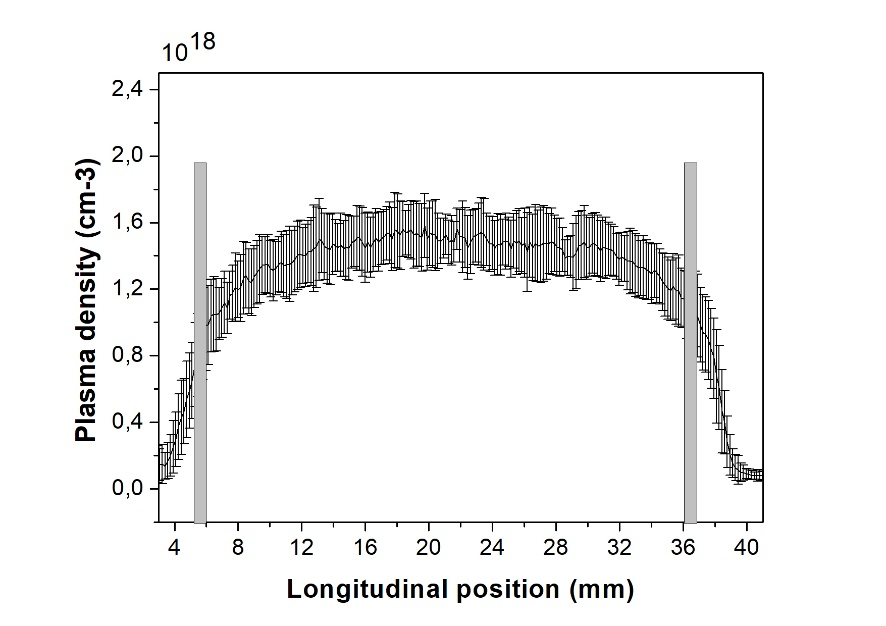 10^18
2,4
2,0
1,6
1,2
0,8
0,4
0,0
Plasma density (cm-3)
4 8 12 16 20 24 28 32 36 40
Longitudinal position (mm)